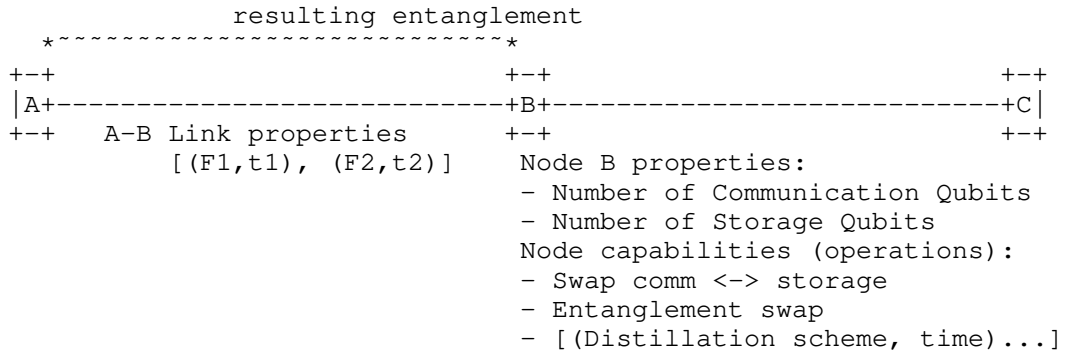 resulting entanglement
*˜˜˜˜˜˜˜˜˜˜˜˜˜˜˜˜˜˜˜˜˜˜˜˜˜˜˜˜*
+-+                            +-+                            +-+
|A+----------------------------+B+----------------------------+C|
+-+   A-B Link properties      +-+                            +-+
[(F1,t1), (F2,t2)]    Node B properties:
- Number of Communication Qubits
- Number of Storage Qubits
Node capabilities (operations):
- Swap comm <-> storage
- Entanglement swap
- [(Distillation scheme, time)...]